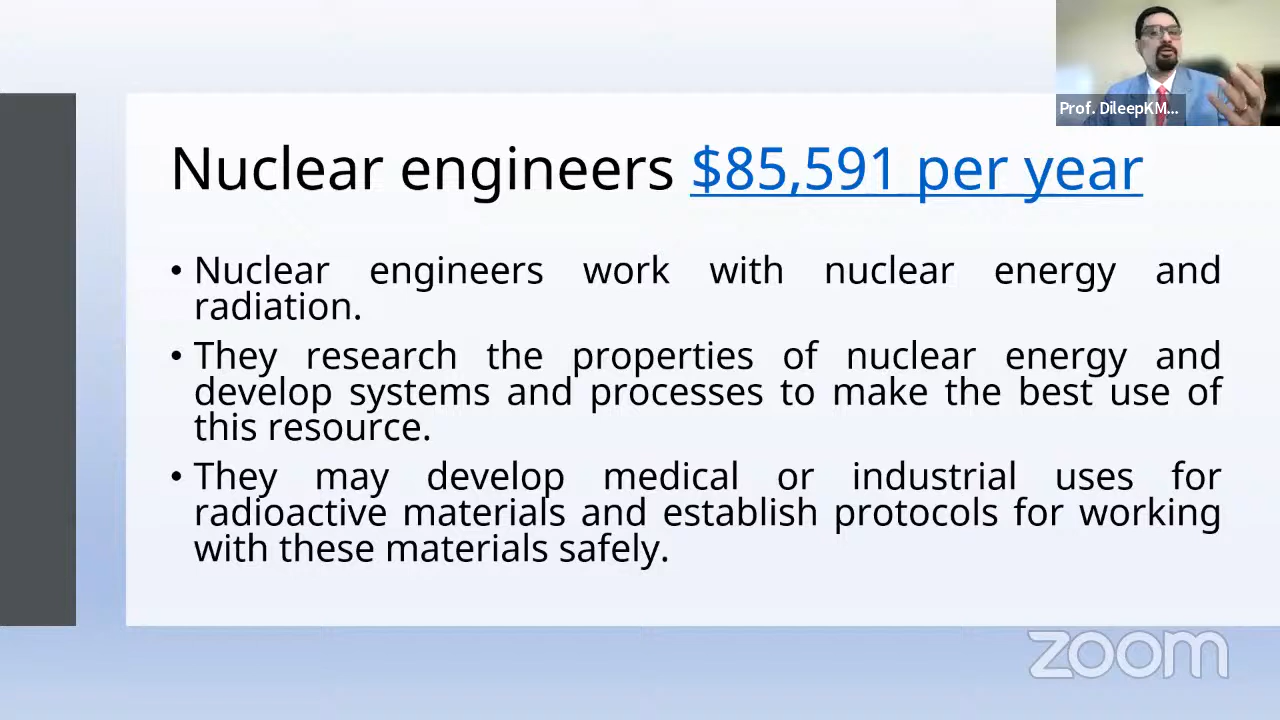 Prof. DileepKM...
Nuclear engineers $85,591 per year
• Nuclear engineers work with nuclear energy and
radiation.
• They research the properties of nuclear energy and
develop systems and processes to make the best use of
this resource.
• They may develop medical or industrial uses for
radioactive materials and establish protocols for working
with these materials safely.
zoom